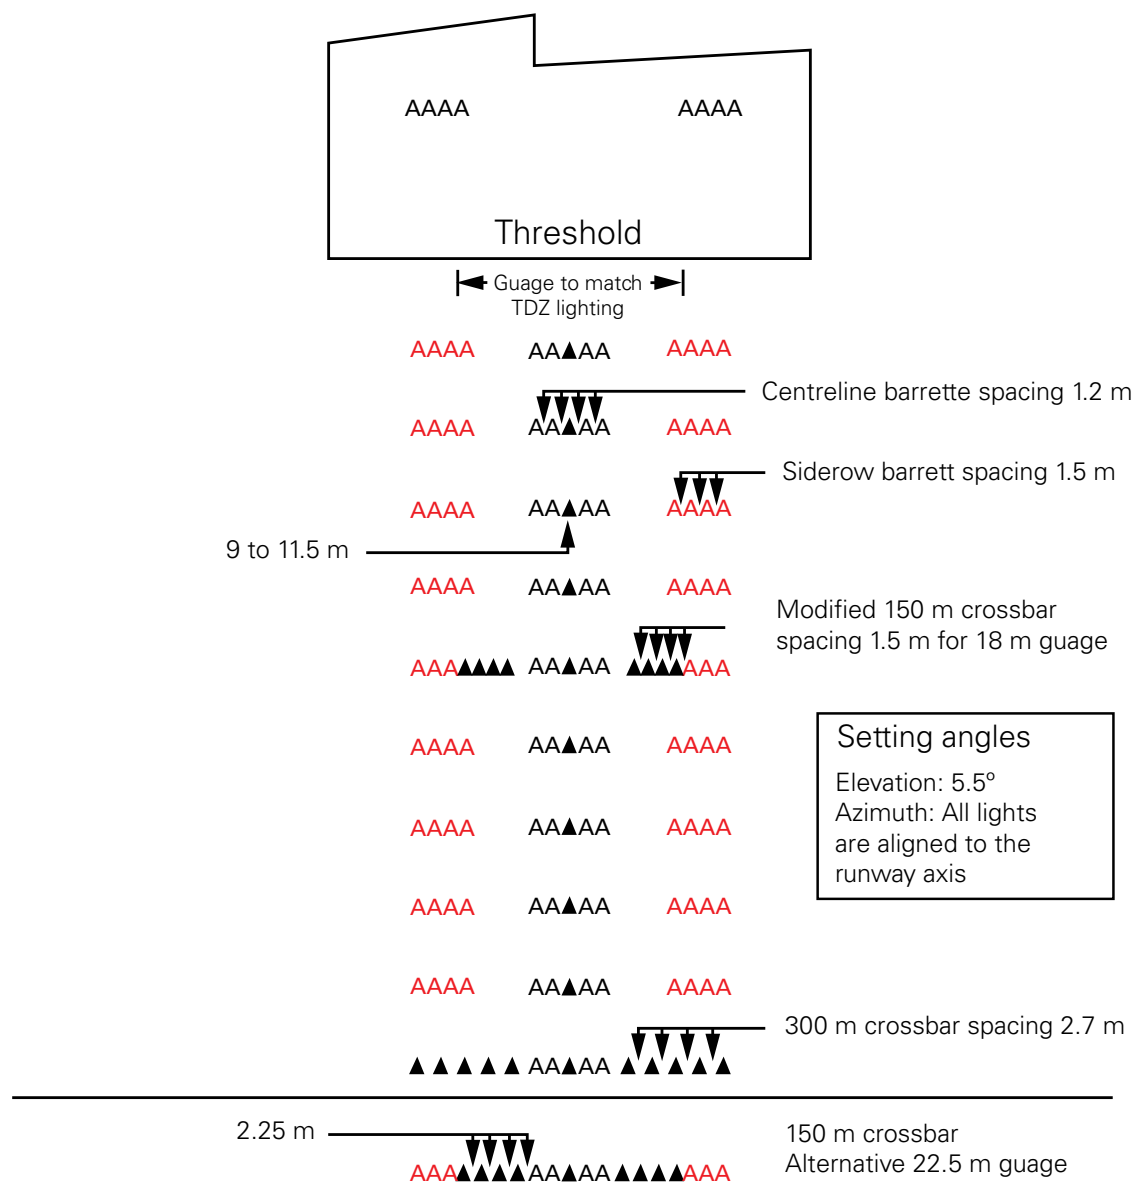 AAAA AAAA
Threshold
Guage to match
TDZ lighting
AAAA AA▲AA AAAA
Centreline barrette spacing 1.2 m
AAAA AA▲AA AAAA
Siderow barrett spacing 1.5 m
AAAA AA▲AA AAAA
9 to 11.5 m
AAAA AA▲AA AAAA
Modified 150 m crossbar
spacing 1.5 m for 18 m guage
AAA▲▲▲▲ AA▲AA ▲▲▲▲AAA
AAAA AA▲AA AAAA
Setting angles
Elevation: 5.5º
Azimuth: All lights
are aligned to the
runway axis
AAAA AA▲AA AAAA
AAAA AA▲AA AAAA
AAAA AA▲AA AAAA
300 m crossbar spacing 2.7 m
▲ ▲ ▲ ▲ ▲ AA▲AA ▲ ▲ ▲ ▲ ▲
2.25 m
150 m crossbar
Alternative 22.5 m guage
AAA▲▲▲▲AA▲AA▲▲▲▲AAA